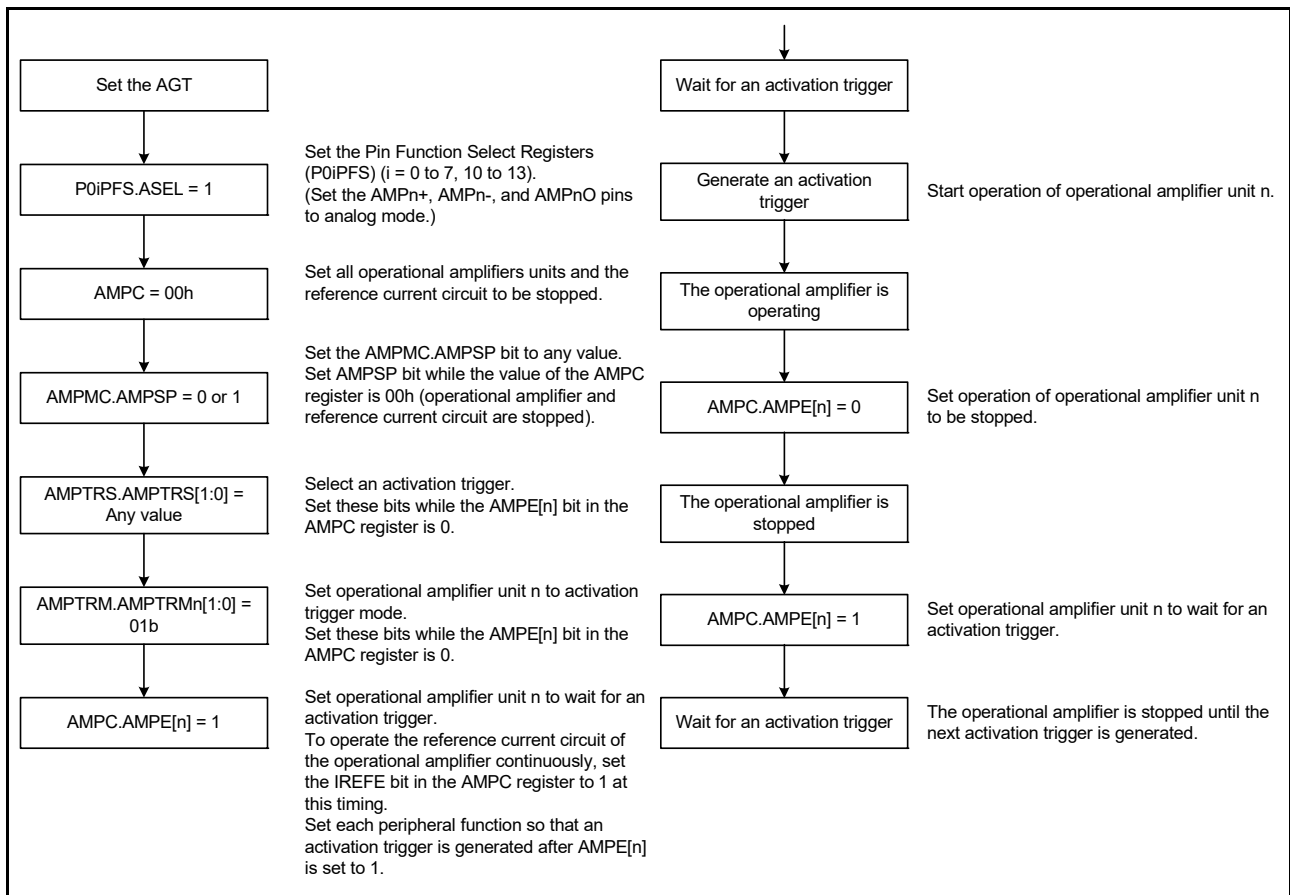 Set the AGT
P0iPFS.ASEL = 1
Set the Pin Function Select Registers
(P0iPFS) (i = 0 to 7, 10 to 13).
(Set the AMPn+, AMPn-, and AMPnO pins
to analog mode.)
AMPC = 00h
Set all operational amplifiers units and the
reference current circuit to be stopped.
AMPMC.AMPSP = 0 or 1
Set the AMPMC.AMPSP bit to any value.
Set AMPSP bit while the value of the AMPC
register is 00h (operational amplifier and
reference current circuit are stopped).
AMPTRS.AMPTRS[1:0] =
Any value
Select an activation trigger.
Set these bits while the AMPE[n] bit in the
AMPC register is 0.
AMPTRM.AMPTRMn[1:0] =
01b
Set operational amplifier unit n to activation
trigger mode.
Set these bits while the AMPE[n] bit in the
AMPC register is 0.
AMPC.AMPE[n] = 1
Set operational amplifier unit n to wait for an
activation trigger.
To operate the reference current circuit of
the operational amplifier continuously, set
the IREFE bit in the AMPC register to 1 at
this timing.
Set each peripheral function so that an
activation trigger is generated after AMPE[n]
is set to 1.
Wait for an activation trigger
Generate an activation
trigger
Start operation of operational amplifier unit n.
The operational amplifier is
operating
AMPC.AMPE[n] = 0
Set operation of operational amplifier unit n
to be stopped.
The operational amplifier is
stopped
AMPC.AMPE[n] = 1
Set operational amplifier unit n to wait for an
activation trigger.
Wait for an activation trigger
The operational amplifier is stopped until the
next activation trigger is generated.